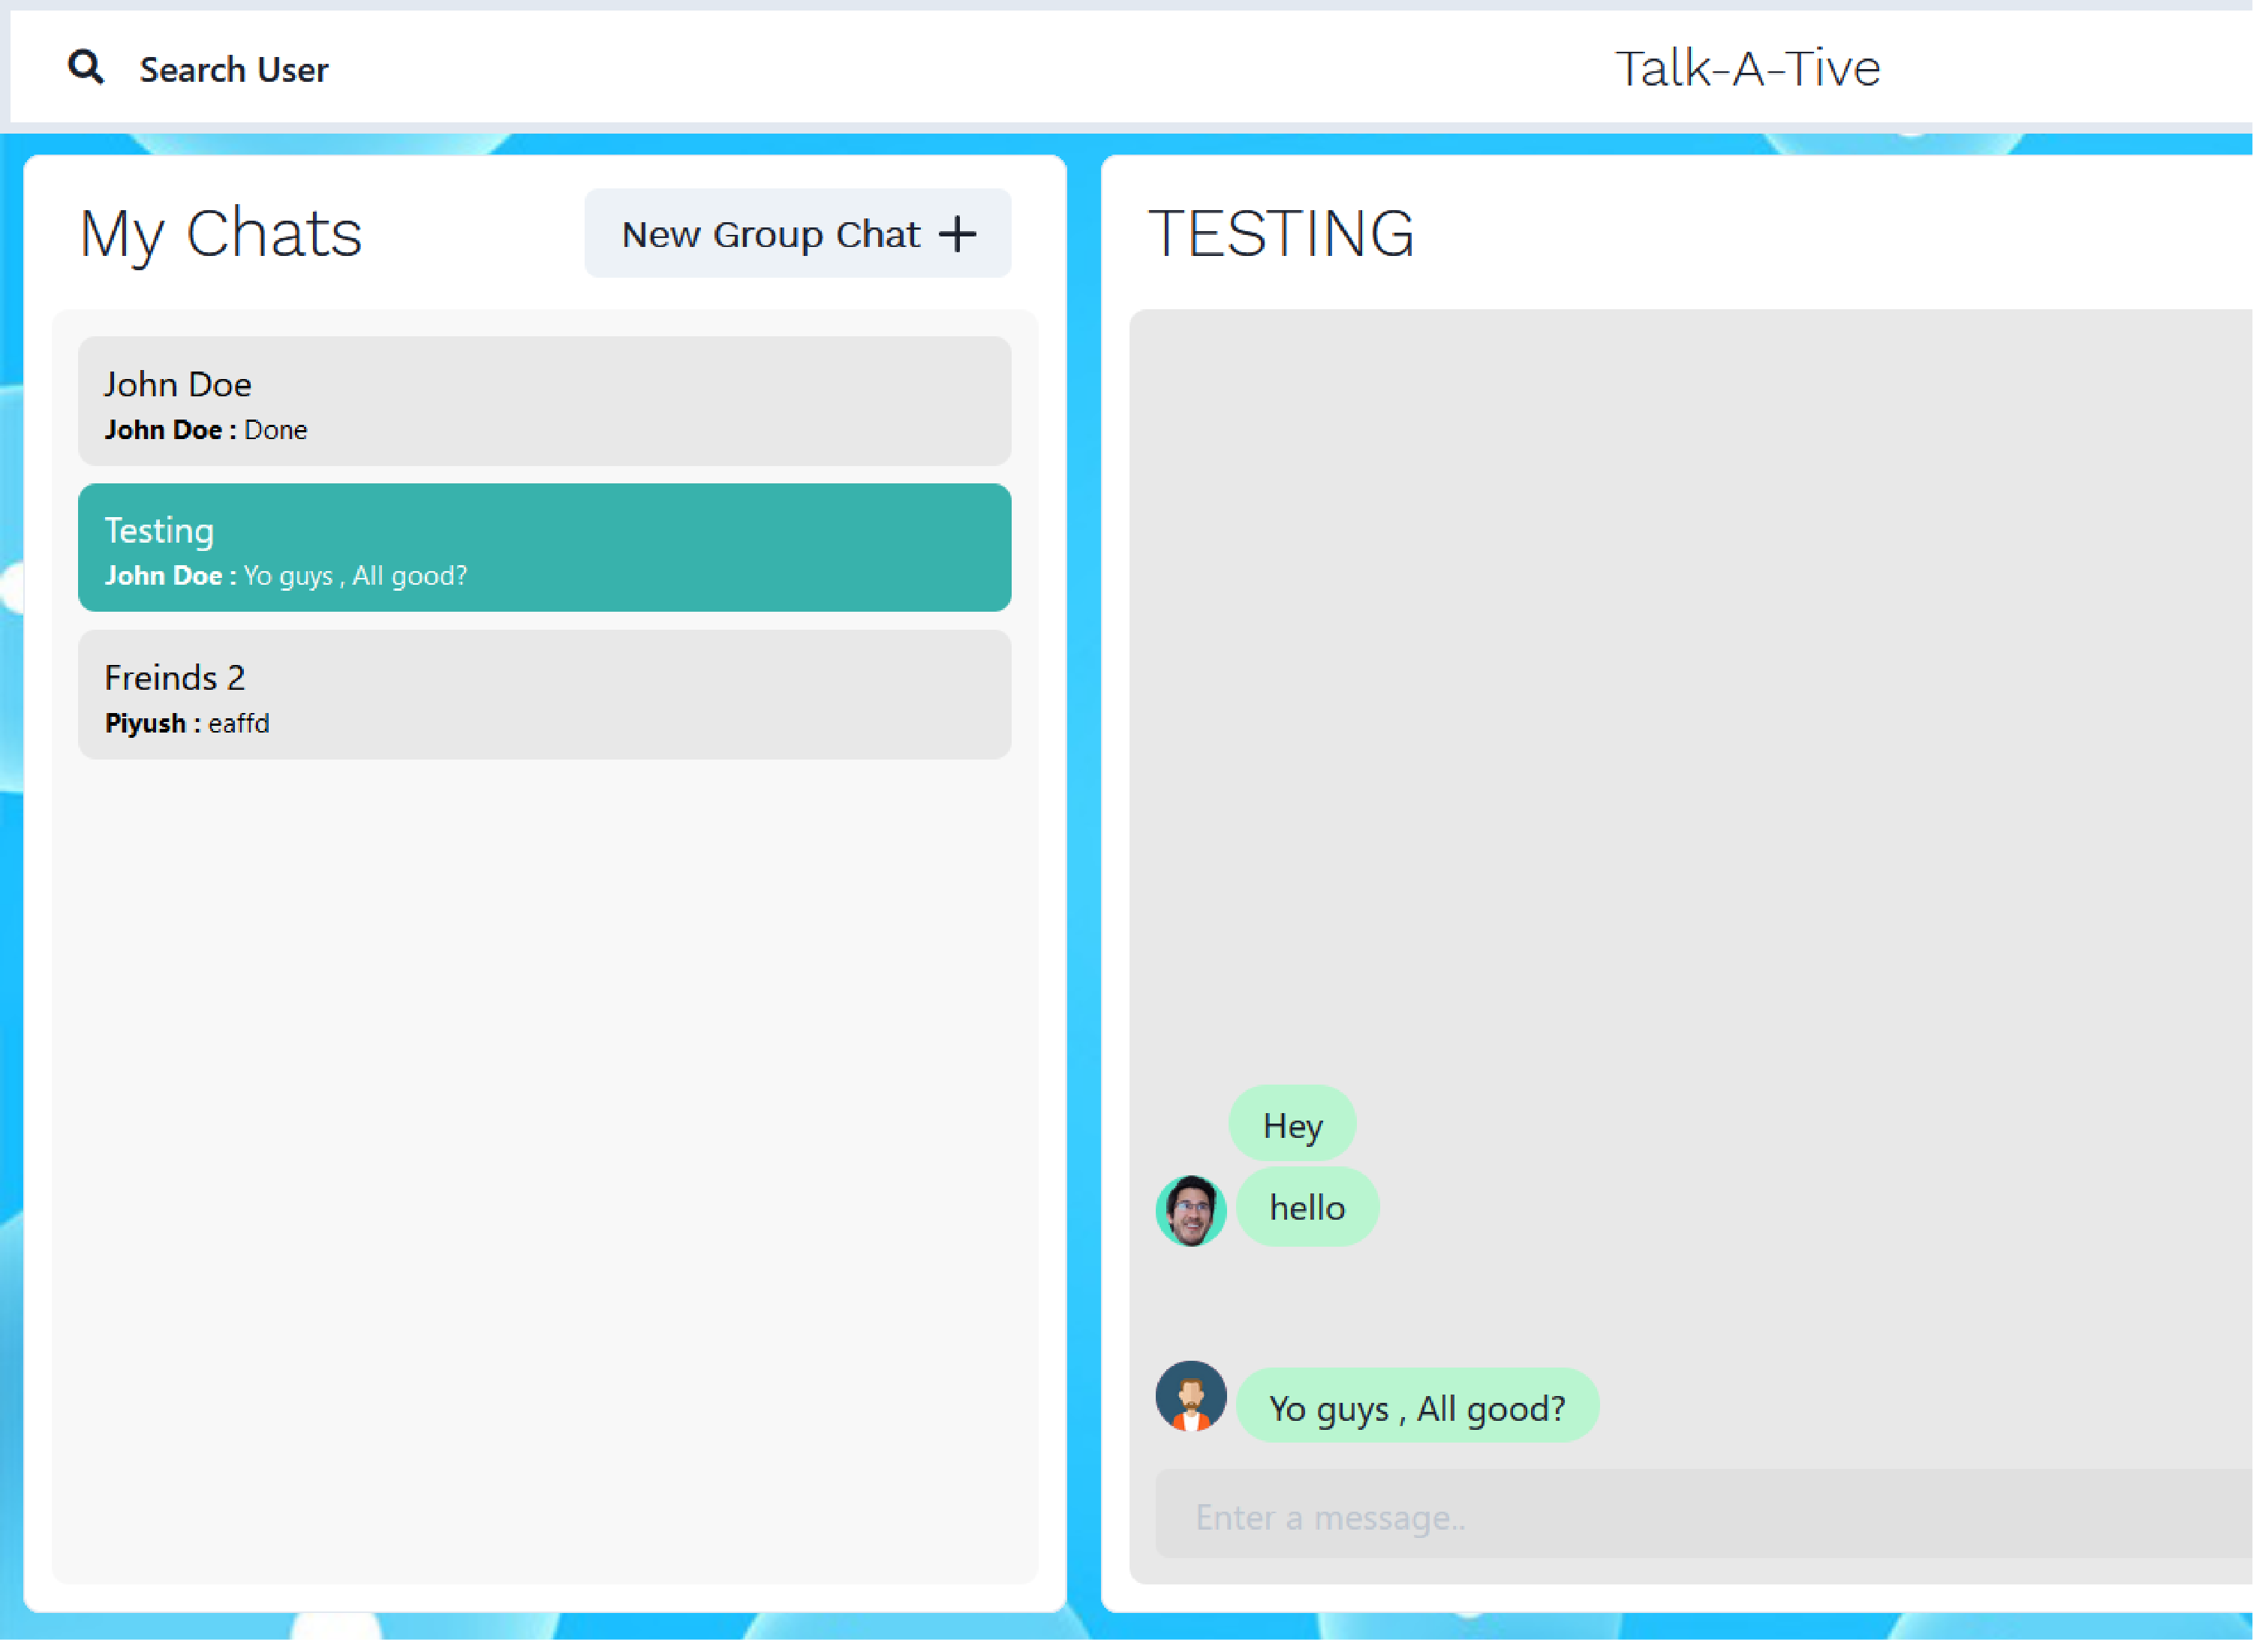 Search User
Talk-A-Tive
My Chats
New Group Chat +
John Doe
John Doe : Done
Testing
John Doe : Yo guys , All good?
Freinds 2
Piyush : eaffd
TESTING
Hey
hello
Yo guys , All good?
Enter a message..